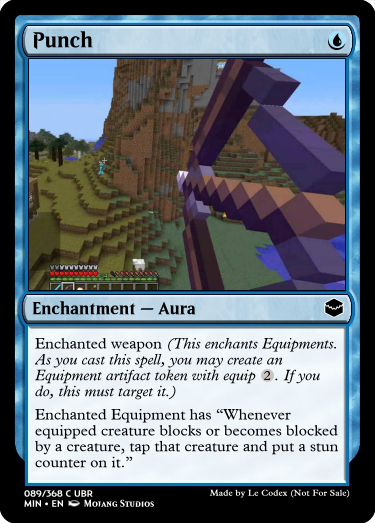 Punch
Enchantment — Aura
Enchanted weapon (This enchants Equipments.
As you cast this spell, you may create an
Equipment artifact token with equip 2. If you
do, this must target it.)
Enchanted Equipment has “Whenever
equipped creature blocks or becomes blocked
by a creature, tap that creature and put a stun
counter on it.”
089/368 C UBR
MIN • EN Mojang Studios
Made by Le Codex (Not For Sale)